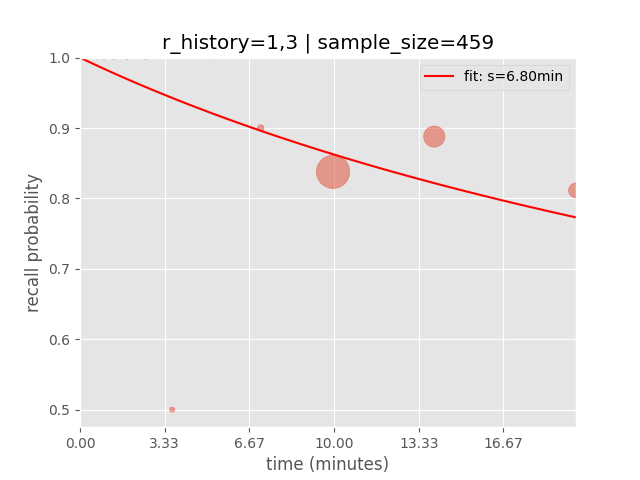 r_history=1,3 | sample_size=459
fit: s=6.80min
1.0
0.9
0.8
0.7
0.6
0.5
recall probability
0.00 3.33 6.67 10.00 13.33 16.67
time (minutes)